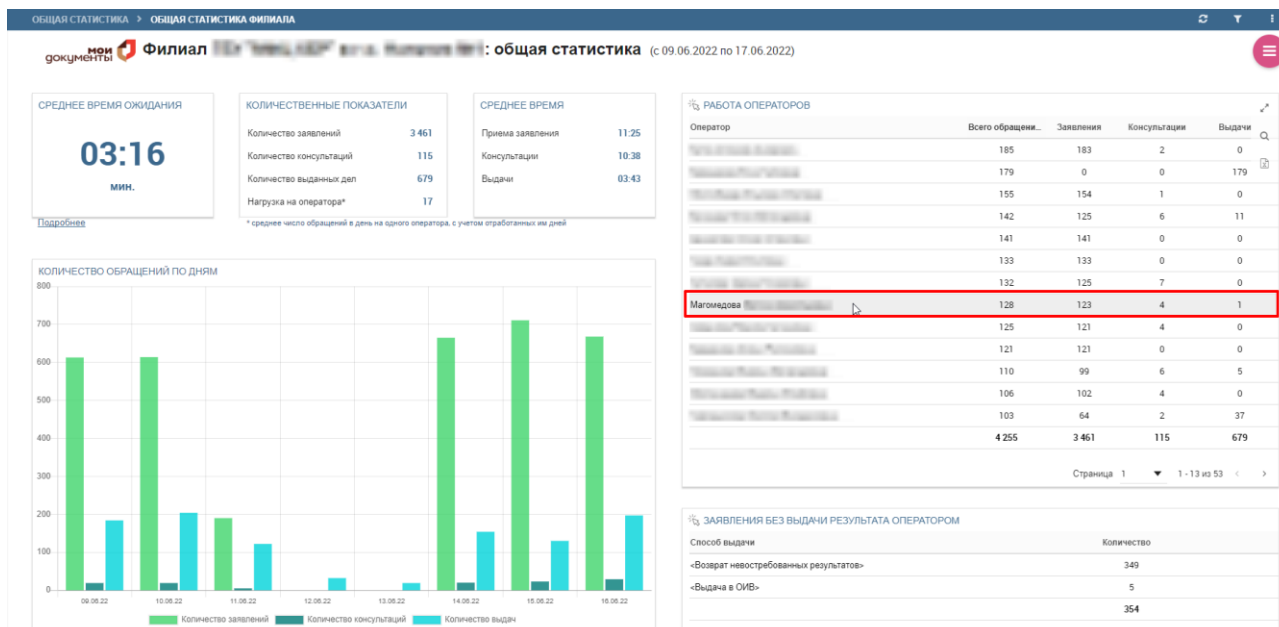 ОБЩАЯ СТАТИСТИКА > ОБЩАЯ СТАТИСТИКА ФИЛИАЛА
мои документы
Филиал : общая статистика (с 09.06.2022 по 17.06.2022)
СРЕДНЕЕ ВРЕМЯ ОЖИДАНИЯ
03:16
мин.
Подробнее
КОЛИЧЕСТВЕННЫЕ ПОКАЗАТЕЛИ
Количество заявлений 3 461
Количество консультаций 115
Количество выданных дел 679
Нагрузка на оператора* 17
* среднее число обращений в день на одного оператора, с учетом отработанных им дней
СРЕДНЕЕ ВРЕМЯ
Приема заявления 11:25
Консультации 10:38
Выдачи 03:43
КОЛИЧЕСТВО ОБРАЩЕНИЙ ПО ДНЯМ
800
700
600
500
400
300
200
100
0
09.06.22 10.06.22 11.06.22 12.06.22 13.06.22 14.06.22 15.06.22 16.06.22
Количество заявлений Количество консультаций Количество выдач
РАБОТА ОПЕРАТОРОВ
Оператор Всего обращени... Заявления Консультации Выдачи
185 183 2 0
179 0 0 179
155 154 1 0
142 125 6 11
141 141 0 0
133 133 0 0
132 125 7 0
Магомедова 128 123 4 1
125 121 4 0
121 121 0 0
110 99 6 5
106 102 4 0
103 64 2 37
4 255 3 461 115 679
Страница 1 1 - 13 из 53 < >
ЗАЯВЛЕНИЯ БЕЗ ВЫДАЧИ РЕЗУЛЬТАТА ОПЕРАТОРОМ
Способ выдачи Количество
<Возврат невостребованных результатов> 349
<Выдача в ОИВ> 5
354